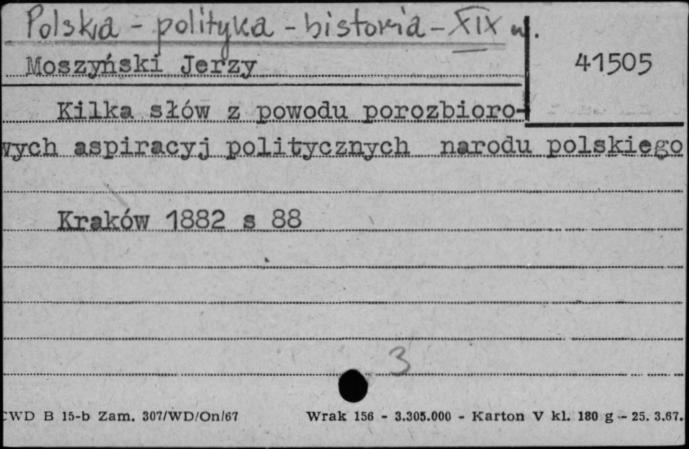 Polska - polityka - historia - XIX w.
Moszyński Jerzy
41505
Kilka słów z powodu porozbioro-
wych aspiracyj politycznych narodu polskiego
Kraków 1882 s 88
3
CWD B 15-b Zam. 307/WD/On/67 Wrak 156 - 3.305.000 - Karton V kl. 180 g - 25. 3.67.